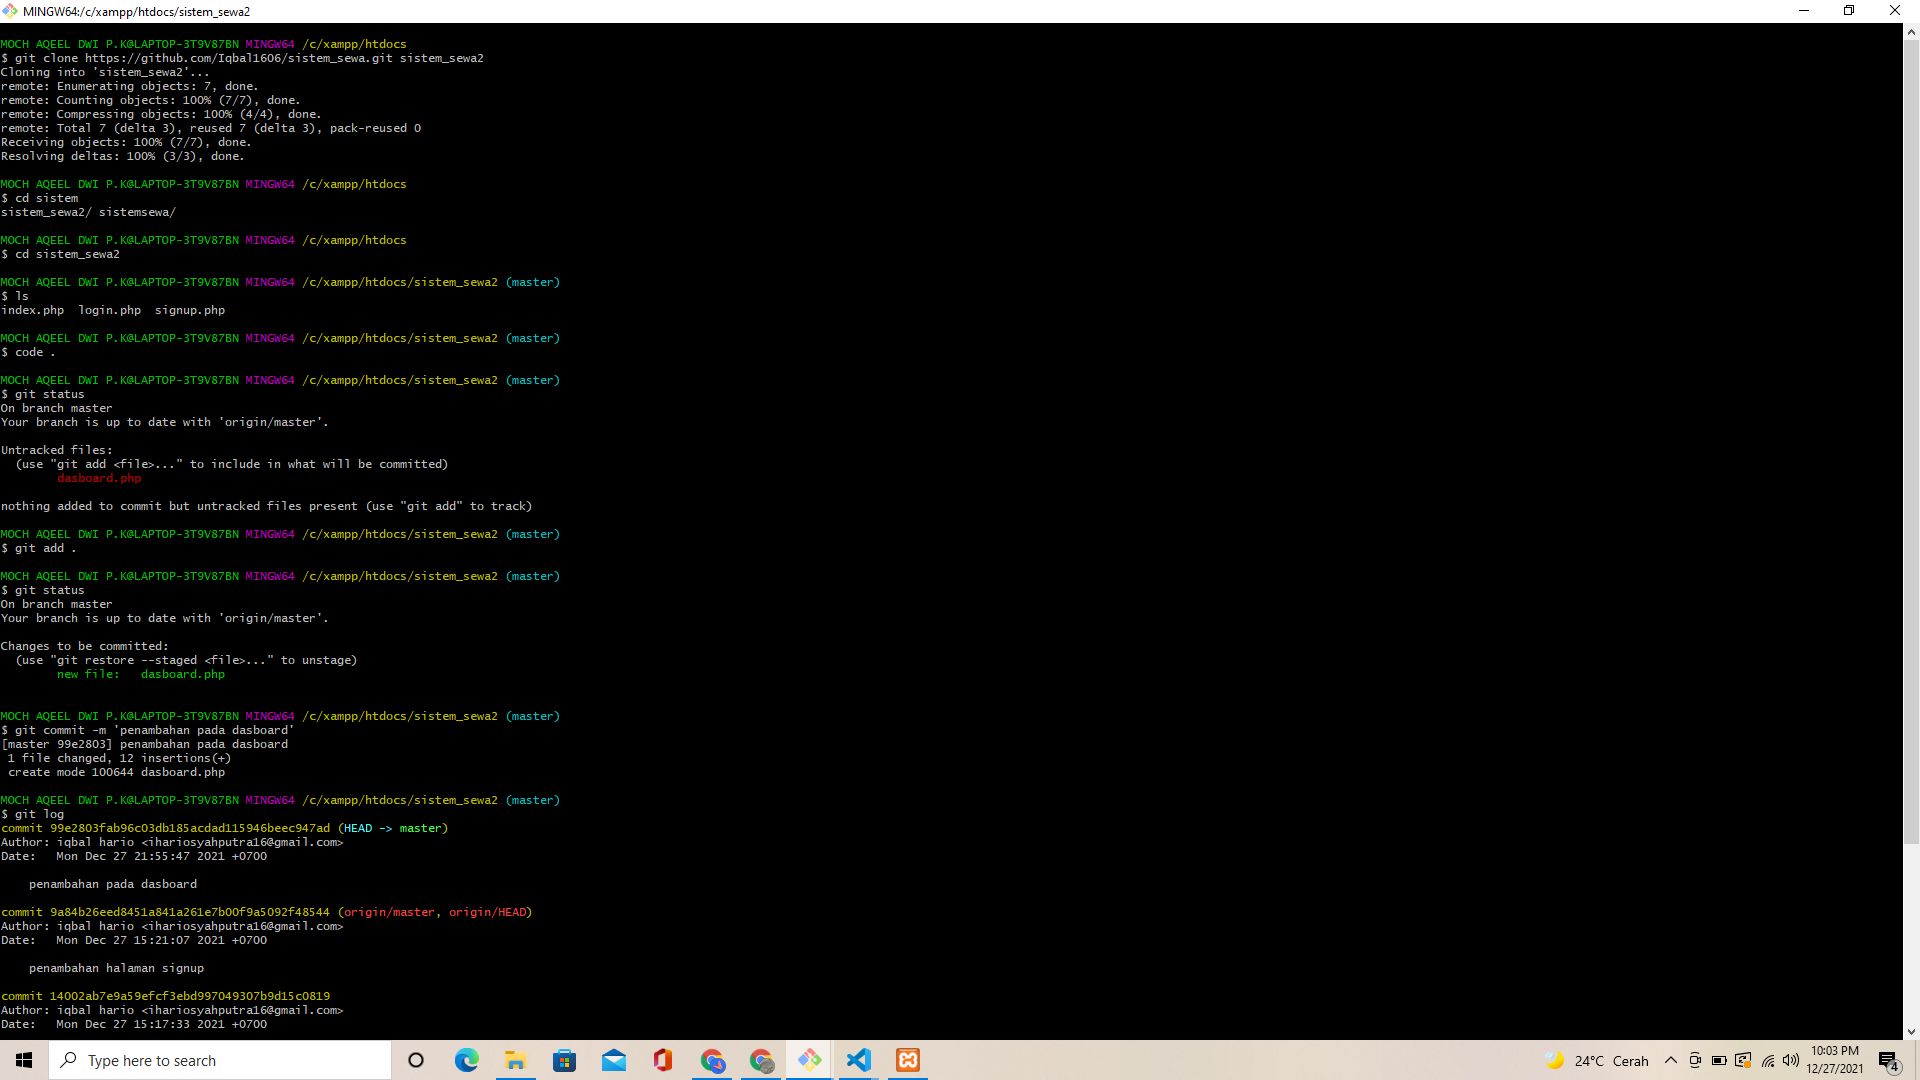 MINGW64:/c/xampp/htdocs/sistem_sewa2
MOCH AQEEL DWI P.K@LAPTOP-3T9V87BN MINGW64 /c/xampp/htdocs
$ git clone https://github.com/Iqbal1606/sistem_sewa.git sistem_sewa2
Cloning into 'sistem_sewa2'...
remote: Enumerating objects: 7, done.
remote: Counting objects: 100% (7/7), done.
remote: Compressing objects: 100% (4/4), done.
remote: Total 7 (delta 3), reused 7 (delta 3), pack-reused 0
Receiving objects: 100% (7/7), done.
Resolving deltas: 100% (3/3), done.
MOCH AQEEL DWI P.K@LAPTOP-3T9V87BN MINGW64 /c/xampp/htdocs
$ cd sistem
sistem_sewa2/ sistemsewa/
MOCH AQEEL DWI P.K@LAPTOP-3T9V87BN MINGW64 /c/xampp/htdocs
$ cd sistem_sewa2
MOCH AQEEL DWI P.K@LAPTOP-3T9V87BN MINGW64 /c/xampp/htdocs/sistem_sewa2 (master)
$ ls
index.php  login.php  signup.php
MOCH AQEEL DWI P.K@LAPTOP-3T9V87BN MINGW64 /c/xampp/htdocs/sistem_sewa2 (master)
$ code .
MOCH AQEEL DWI P.K@LAPTOP-3T9V87BN MINGW64 /c/xampp/htdocs/sistem_sewa2 (master)
$ git status
On branch master
Your branch is up to date with 'origin/master'.
Untracked files:
(use "git add <file>..." to include in what will be committed)
dasboard.php
nothing added to commit but untracked files present (use "git add" to track)
MOCH AQEEL DWI P.K@LAPTOP-3T9V87BN MINGW64 /c/xampp/htdocs/sistem_sewa2 (master)
$ git add .
MOCH AQEEL DWI P.K@LAPTOP-3T9V87BN MINGW64 /c/xampp/htdocs/sistem_sewa2 (master)
$ git status
On branch master
Your branch is up to date with 'origin/master'.
Changes to be committed:
(use "git restore --staged <file>..." to unstage)
new file:   dasboard.php
MOCH AQEEL DWI P.K@LAPTOP-3T9V87BN MINGW64 /c/xampp/htdocs/sistem_sewa2 (master)
$ git commit -m 'penambahan pada dasboard'
[master 99e2803] penambahan pada dasboard
1 file changed, 12 insertions(+)
create mode 100644 dasboard.php
MOCH AQEEL DWI P.K@LAPTOP-3T9V87BN MINGW64 /c/xampp/htdocs/sistem_sewa2 (master)
$ git log
commit 99e2803fab96c03db185acdad115946beec947ad (HEAD -> master)
Author: iqbal hario <ihariosyahputra16@gmail.com>
Date:   Mon Dec 27 21:55:47 2021 +0700
penambahan pada dasboard
commit 9a84b26eed8451a841a261e7b00f9a5092f48544 (origin/master, origin/HEAD)
Author: iqbal hario <ihariosyahputra16@gmail.com>
Date:   Mon Dec 27 15:21:07 2021 +0700
penambahan halaman signup
commit 14002ab7e9a59efcf3ebd997049307b9d15c0819
Author: iqbal hario <ihariosyahputra16@gmail.com>
Date:   Mon Dec 27 15:17:33 2021 +0700
Type here to search
24°C Cerah
10:03 PM
12/27/2021
4